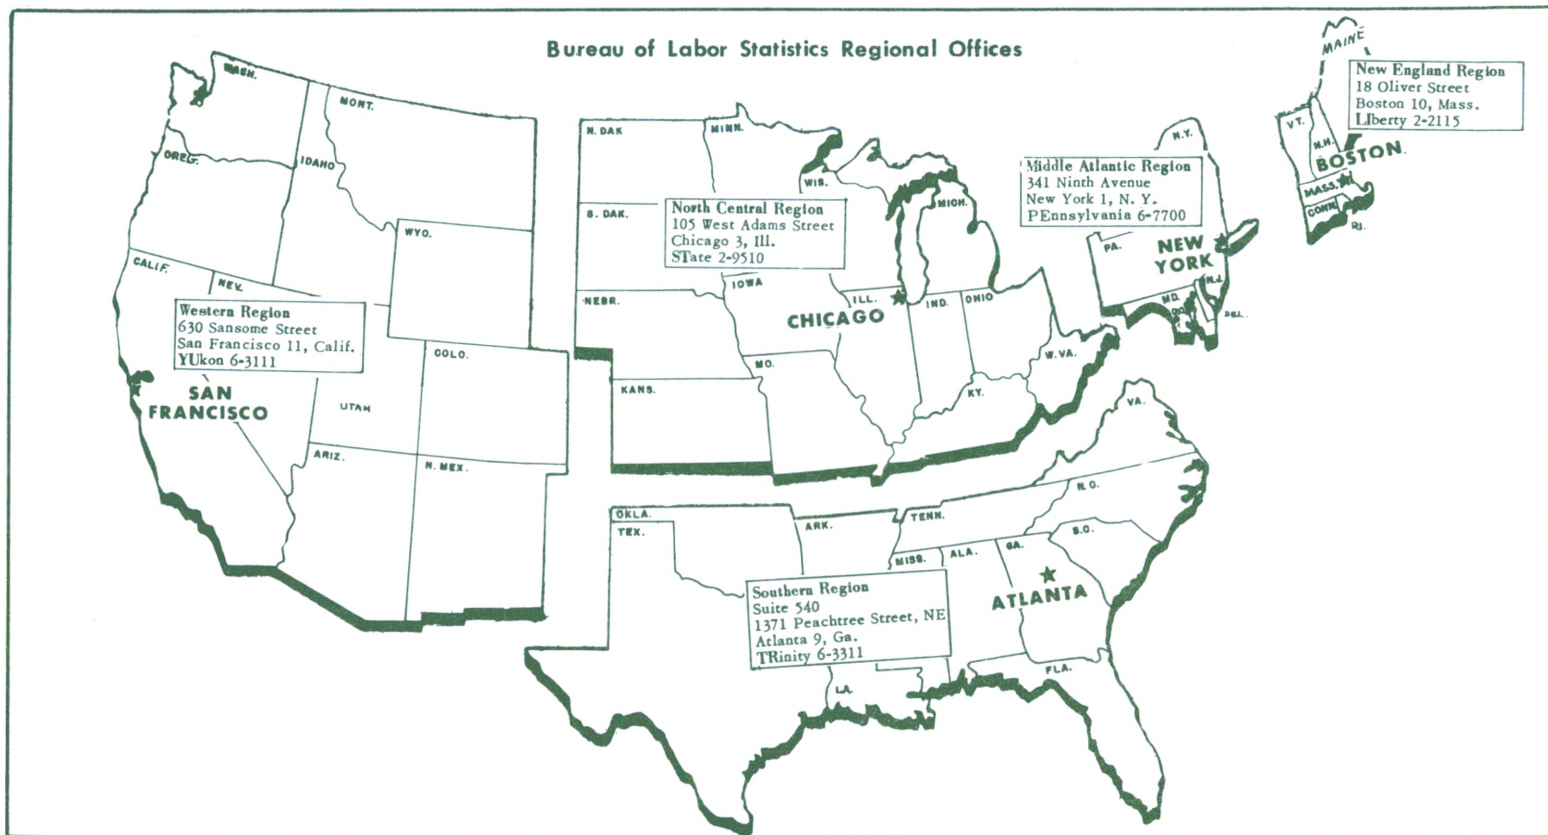 Bureau of Labor Statistics Regional Offices
WASH.
OREG.
MONT.
IDAHO
WYO.
CALIF.
NEV.
Western Region
630 Sansome Street
San Francisco 11, Calif.
YUkon 6-3111
SAN
FRANCISCO
UTAH
COLO.
ARIZ.
N. MEX.
N. DAK
MINN.
WIS.
MICH.
S. DAK.
North Central Region
105 West Adams Street
Chicago 3, Ill.
STate 2-9510
NEBR.
IOWA
ILL.
IND.
OHIO
CHICAGO
KANS.
MO.
KY.
W. VA.
MAINE
New England Region
18 Oliver Street
Boston 10, Mass.
LIberty 2-2115
VT.
N.H.
BOSTON
MASS.
CONN.
R.I.
N.Y.
Middle Atlantic Region
341 Ninth Avenue
New York 1, N. Y.
PEnnsylvania 6-7700
PA.
NEW
YORK
N.J.
MD.
DEL.
VA.
OKLA.
TEX.
ARK.
TENN.
N.C.
S.C.
MISS.
ALA.
GA.
Southern Region
Suite 540
1371 Peachtree Street, NE
Atlanta 9, Ga.
TRinity 6-3311
ATLANTA
LA.
FLA.